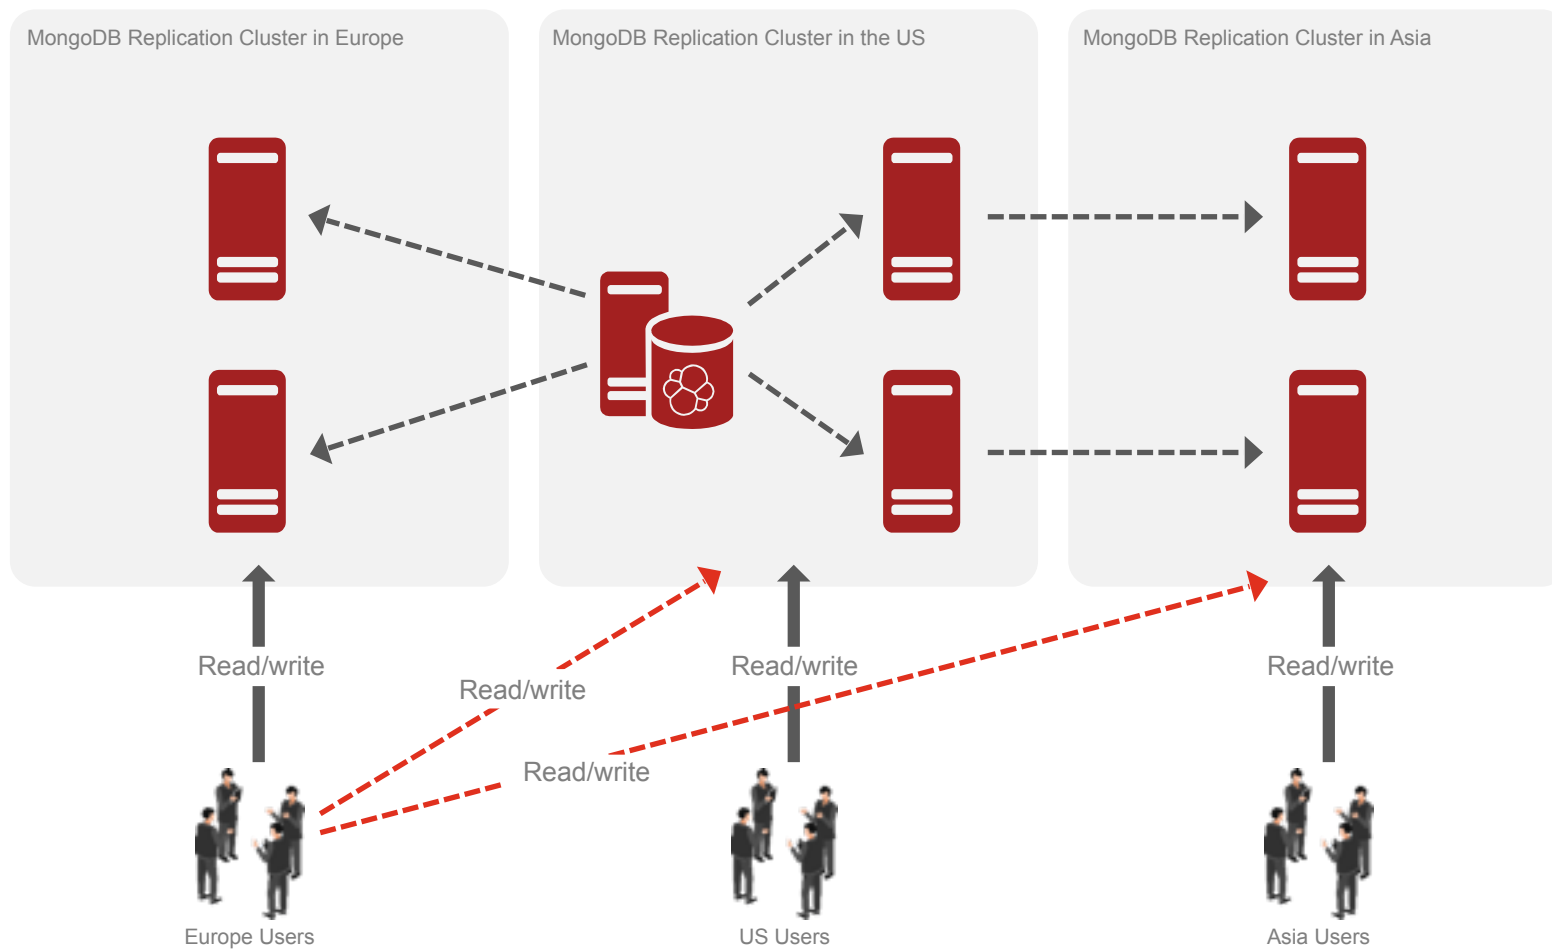 MongoDB Replication Cluster in Europe
MongoDB Replication Cluster in the US
MongoDB Replication Cluster in Asia
Read/write
Read/write
Read/write
Read/write
Read/write
Europe Users
US Users
Asia Users